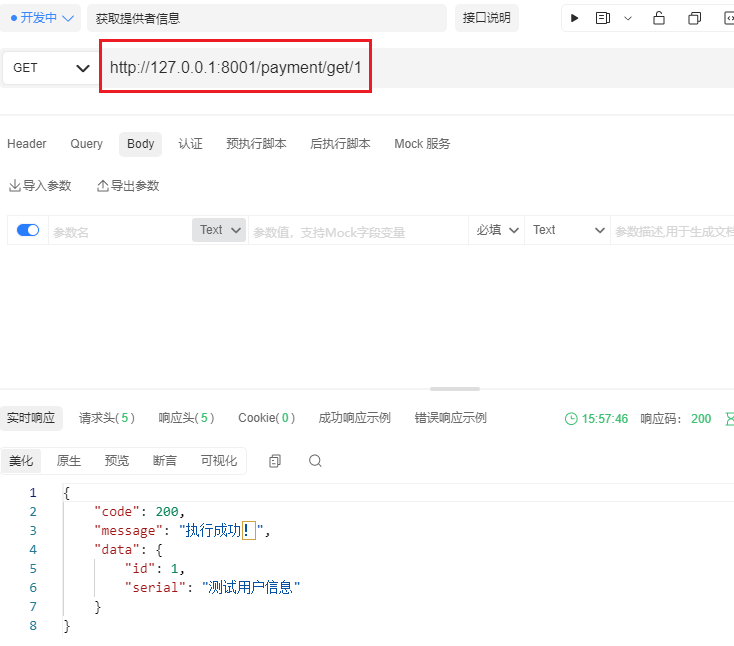 开发中 获取提供者信息 接口说明
GET http://127.0.0.1:8001/payment/get/1
Header Query Body 认证 预执行脚本 后执行脚本 Mock 服务
导入参数 导出参数
参数名 Text 参数值，支持Mock字段变量 必填 Text 参数描述,用于生成文档
实时响应 请求头(5) 响应头(5) Cookie(0) 成功响应示例 错误响应示例 15:57:46 响应码: 200
美化 原生 预览 断言 可视化
1 {
2 "code": 200,
3 "message": "执行成功！",
4 "data": {
5 "id": 1,
6 "serial": "测试用户信息"
7 }
8 }